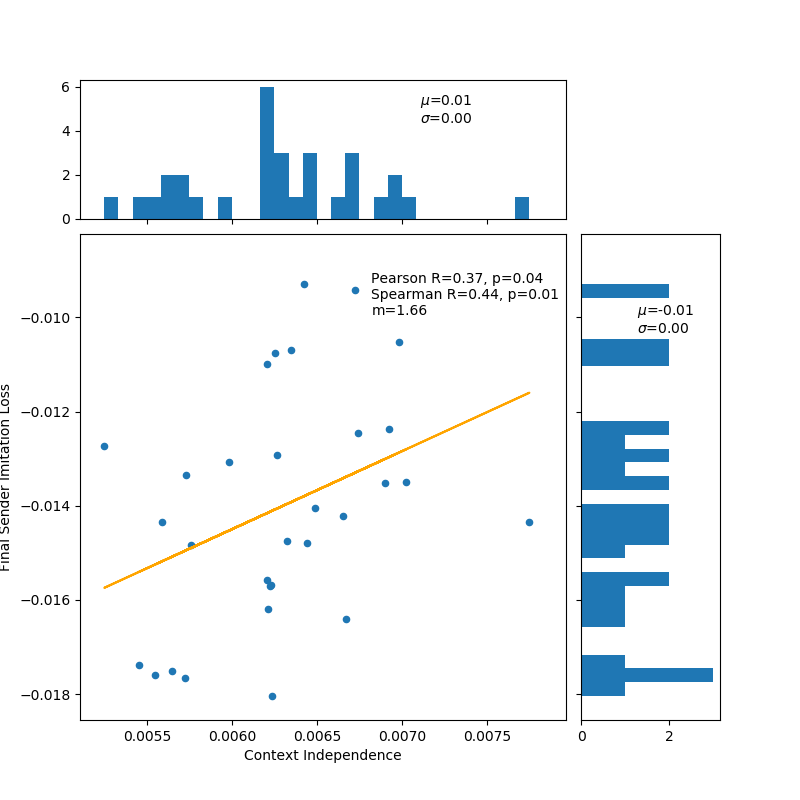 6
4
2
0
μ=0.01
σ=0.00
Pearson R=0.37, p=0.04
Spearman R=0.44, p=0.01
m=1.66
μ=-0.01
σ=0.00
−0.010
−0.012
−0.014
−0.016
−0.018
Final Sender Imitation Loss
0.0055 0.0060 0.0065 0.0070 0.0075
0 2
Context Independence